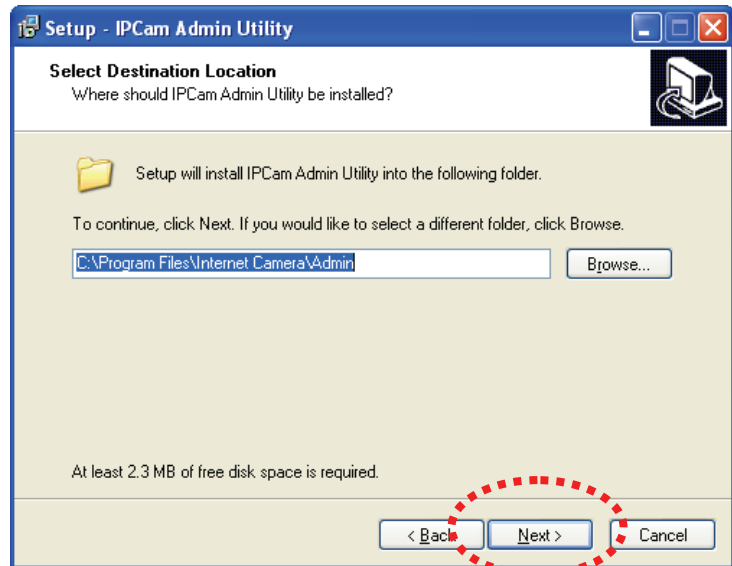 Setup - IPCam Admin Utility
Select Destination Location
Where should IPCam Admin Utility be installed?
Setup will install IPCam Admin Utility into the following folder.
To continue, click Next. If you would like to select a different folder, click Browse.
C:\Program Files\Internet Camera\Admin
Browse...
At least 2.3 MB of free disk space is required.
< Back Next > Cancel